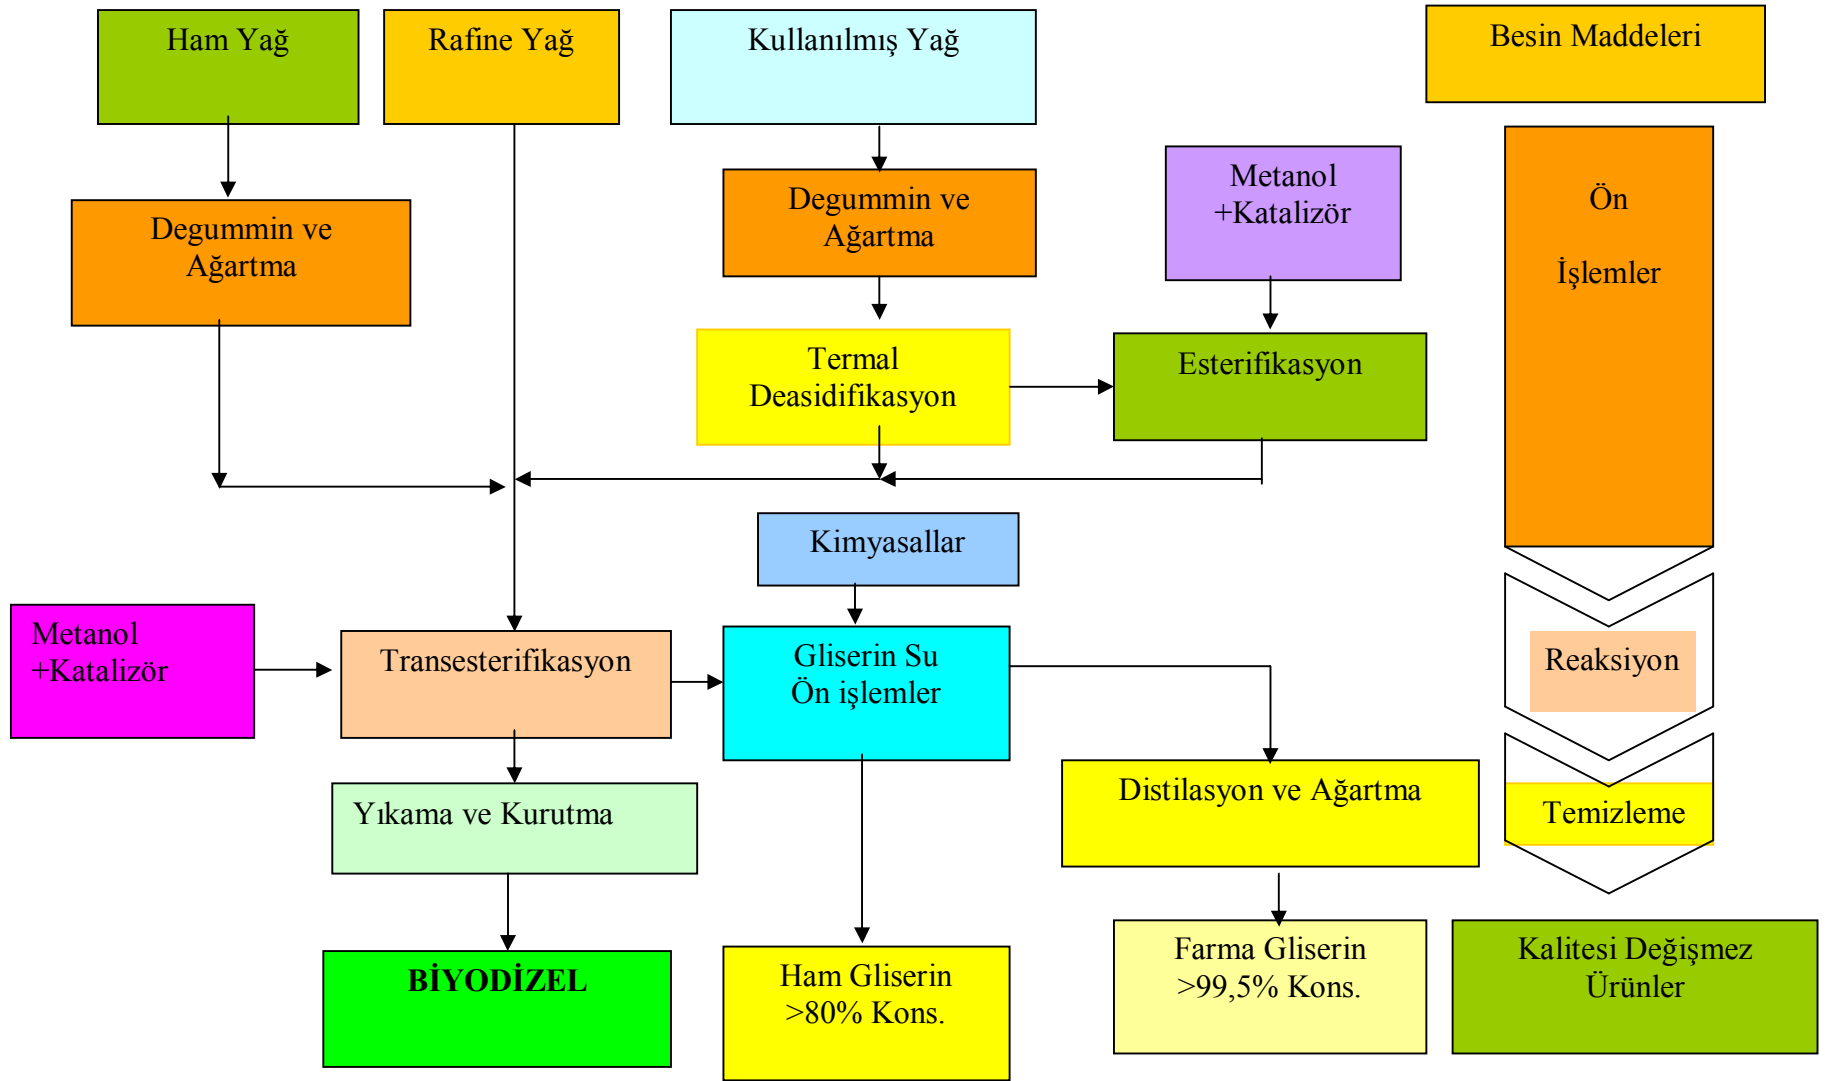 Ham Yağ
Rafine Yağ
Kullanılmış Yağ
Besin Maddeleri
Degummin ve
Ağartma
Degummin ve
Ağartma
Metanol
+Katalizör
Ön
İşlemler
Termal
Deasidifikasyon
Esterifikasyon
Kimyasallar
Metanol
+Katalizör
Transesterifikasyon
Gliserin Su
Ön işlemler
Reaksiyon
Yıkama ve Kurutma
Distilasyon ve Ağartma
Temizleme
BİYODİZEL
Ham Gliserin
>80% Kons.
Farma Gliserin
>99,5% Kons.
Kalitesi Değişmez
Ürünler